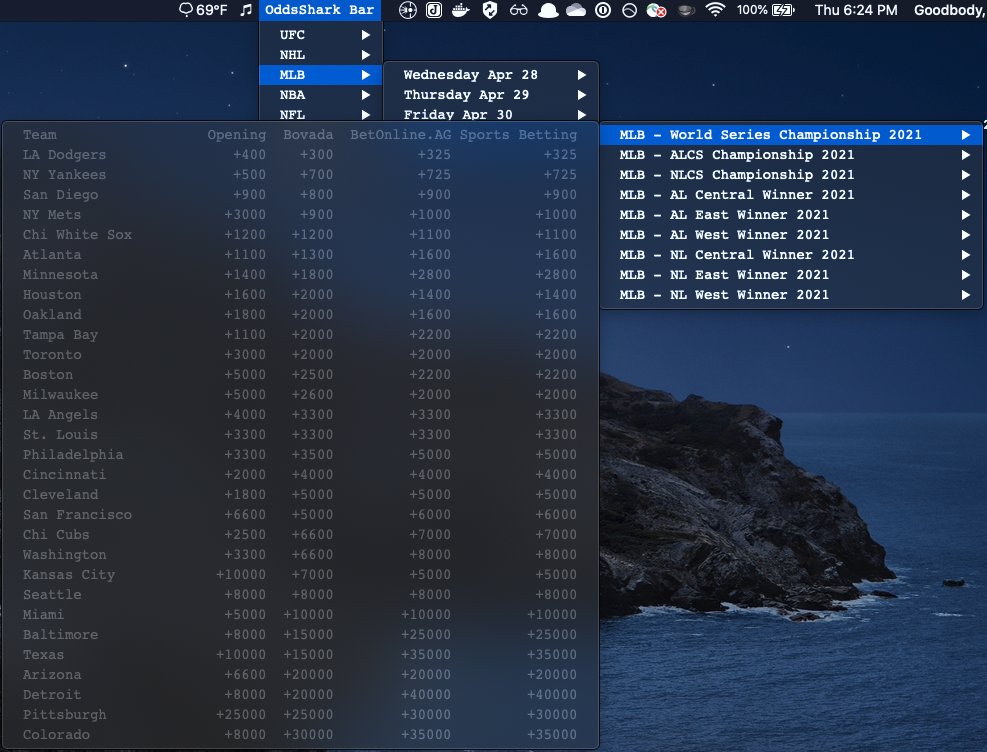 69°F OddsShark Bar 100% Thu 6:24 PM Goodbody,
UFC
NHL
MLB
NBA
NFL
Wednesday Apr 28
Thursday Apr 29
Friday Apr 30
MLB - World Series Championship 2021
MLB - ALCS Championship 2021
MLB - NLCS Championship 2021
MLB - AL Central Winner 2021
MLB - AL East Winner 2021
MLB - AL West Winner 2021
MLB - NL Central Winner 2021
MLB - NL East Winner 2021
MLB - NL West Winner 2021
Team Opening Bovada BetOnline.AG Sports Betting
LA Dodgers +400 +300 +325 +325
NY Yankees +500 +700 +725 +725
San Diego +900 +800 +900 +900
NY Mets +3000 +900 +1000 +1000
Chi White Sox +1200 +1200 +1100 +1100
Atlanta +1100 +1300 +1600 +1600
Minnesota +1400 +1800 +2800 +2800
Houston +1600 +2000 +1400 +1400
Oakland +1800 +2000 +1600 +1600
Tampa Bay +1100 +2000 +2200 +2200
Toronto +3000 +2000 +2000 +2000
Boston +5000 +2500 +2200 +2200
Milwaukee +5000 +2600 +2000 +2000
LA Angels +4000 +3300 +3300 +3300
St. Louis +3300 +3300 +3300 +3300
Philadelphia +3300 +3500 +5000 +5000
Cincinnati +2000 +4000 +4000 +4000
Cleveland +1800 +5000 +5000 +5000
San Francisco +6600 +5000 +6000 +6000
Chi Cubs +2500 +6600 +7000 +7000
Washington +3300 +6600 +8000 +8000
Kansas City +10000 +7000 +5000 +5000
Seattle +8000 +8000 +8000 +8000
Miami +5000 +10000 +10000 +10000
Baltimore +8000 +15000 +25000 +25000
Texas +10000 +15000 +35000 +35000
Arizona +6600 +20000 +20000 +20000
Detroit +8000 +20000 +40000 +40000
Pittsburgh +25000 +25000 +30000 +30000
Colorado +8000 +30000 +35000 +35000